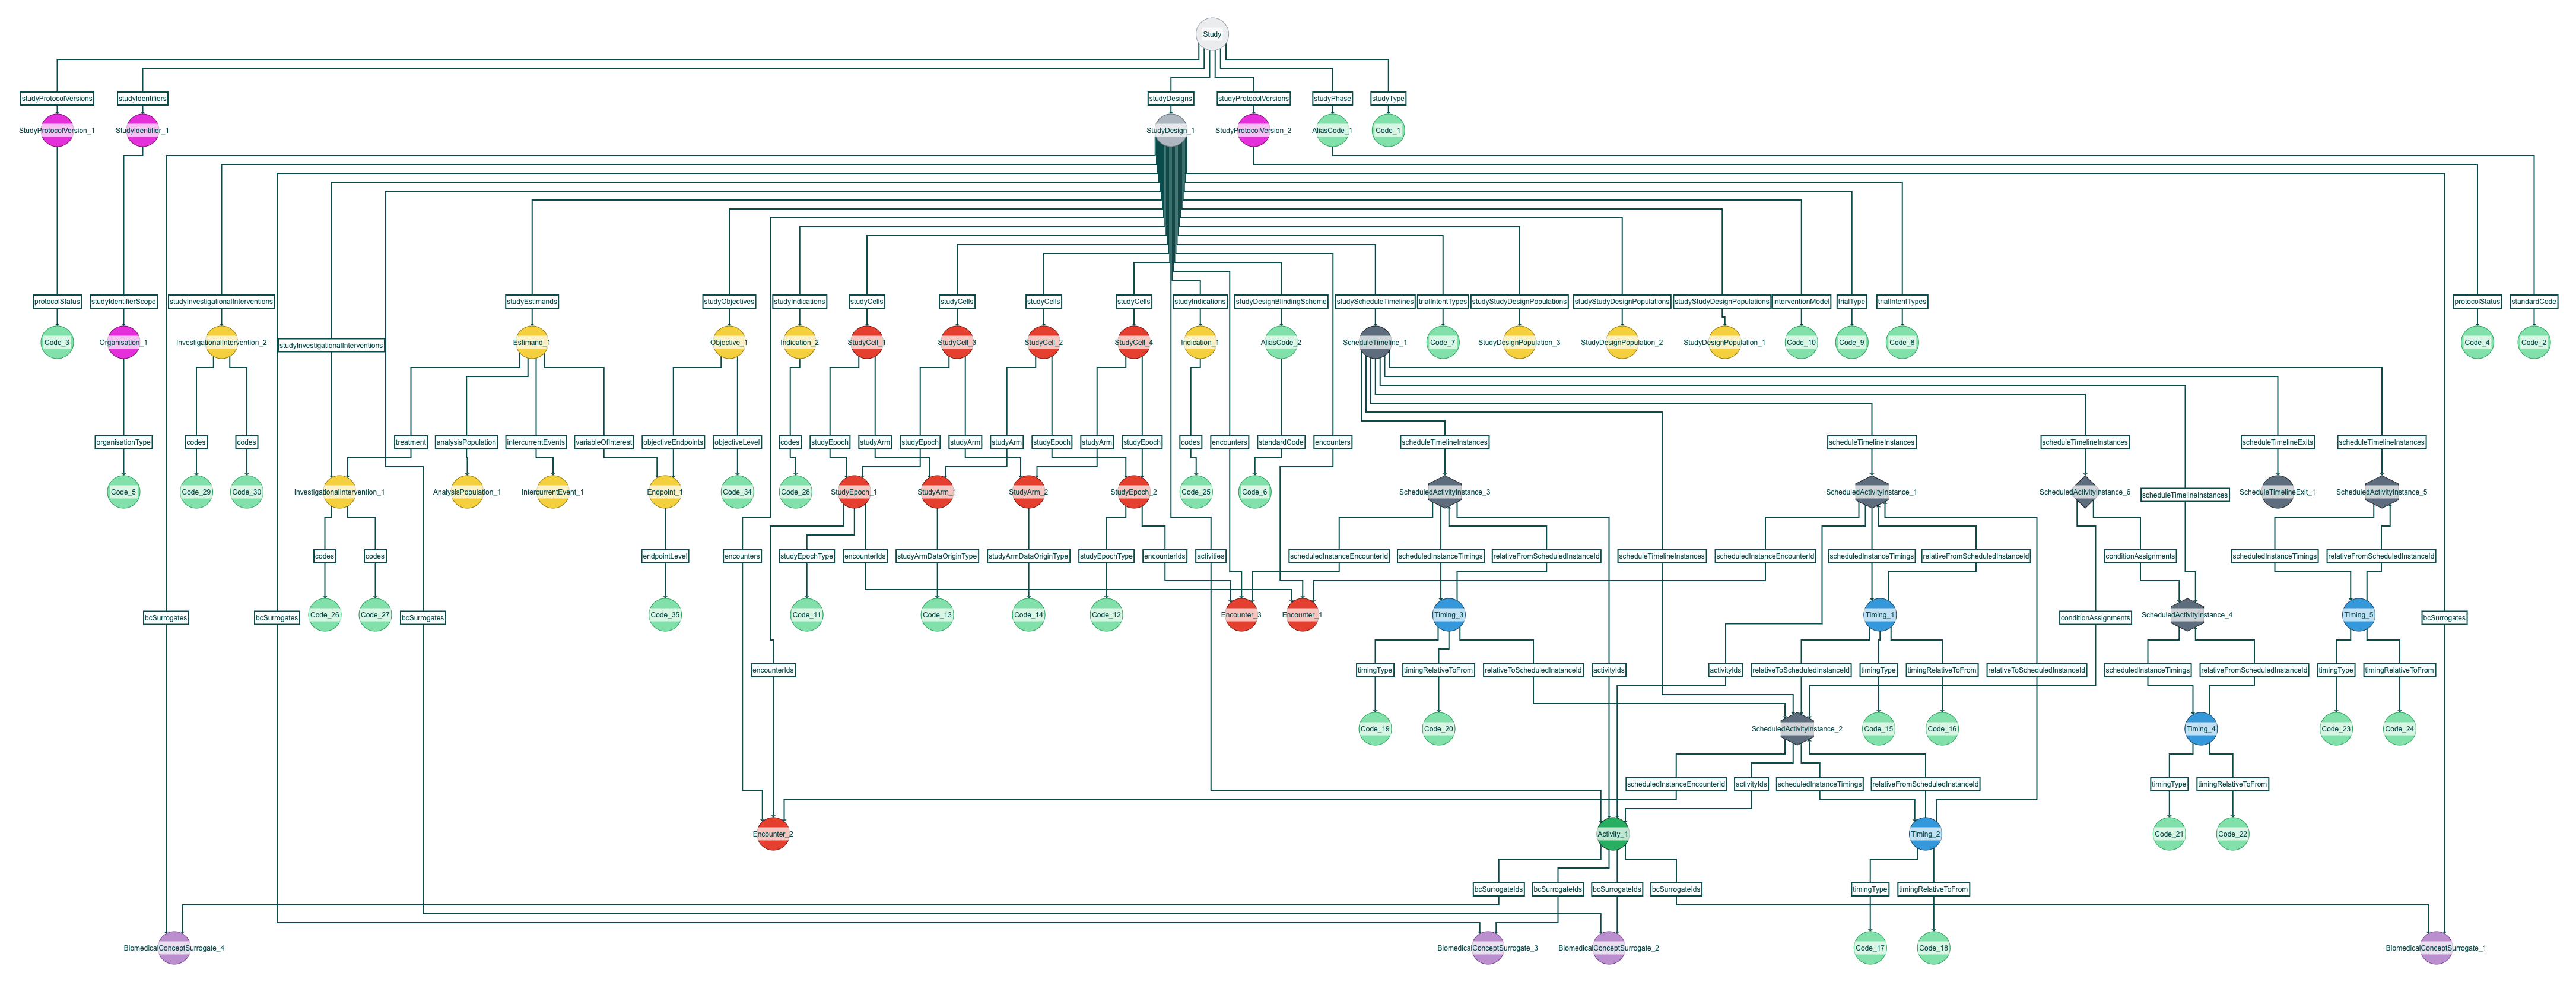 Study
studyProtocolVersions
studyIdentifiers
studyDesigns
studyProtocolVersions
studyPhase
studyType
StudyProtocolVersion_1
StudyIdentifier_1
StudyDesign_1
StudyProtocolVersion_2
AliasCode_1
Code_1
protocolStatus
studyIdentifierScope
studyInvestigationalInterventions
studyEstimands
studyObjectives
studyIndications
studyCells
studyCells
studyCells
studyCells
studyIndications
studyDesignBlindingScheme
studyScheduleTimelines
trialIntentTypes
studyStudyDesignPopulations
studyStudyDesignPopulations
studyStudyDesignPopulations
interventionModel
trialType
trialIntentTypes
protocolStatus
standardCode
Code_3
Organisation_1
InvestigationalIntervention_2
studyInvestigationalInterventions
Estimand_1
Objective_1
Indication_2
StudyCell_1
StudyCell_3
StudyCell_2
StudyCell_4
Indication_1
AliasCode_2
ScheduleTimeline_1
Code_7
StudyDesignPopulation_3
StudyDesignPopulation_2
StudyDesignPopulation_1
Code_10
Code_9
Code_8
Code_4
Code_2
organisationType
codes
codes
treatment
analysisPopulation
intercurrentEvents
variableOfInterest
objectiveEndpoints
objectiveLevel
codes
studyEpoch
studyArm
studyEpoch
studyArm
studyArm
studyEpoch
studyArm
studyEpoch
codes
encounters
standardCode
encounters
scheduleTimelineInstances
scheduleTimelineInstances
scheduleTimelineInstances
scheduleTimelineExits
scheduleTimelineInstances
Code_5
Code_29
Code_30
InvestigationalIntervention_1
AnalysisPopulation_1
IntercurrentEvent_1
Endpoint_1
Code_34
Code_28
StudyEpoch_1
StudyArm_1
StudyArm_2
StudyEpoch_2
Code_25
Code_6
ScheduledActivityInstance_3
ScheduledActivityInstance_1
ScheduledActivityInstance_6
scheduleTimelineInstances
ScheduleTimelineExit_1
ScheduledActivityInstance_5
codes
codes
endpointLevel
encounters
studyEpochType
encounterIds
studyArmDataOriginType
studyArmDataOriginType
studyEpochType
encounterIds
activities
scheduledInstanceEncounterId
scheduledInstanceTimings
relativeFromScheduledInstanceId
scheduleTimelineInstances
scheduledInstanceEncounterId
scheduledInstanceTimings
relativeFromScheduledInstanceId
conditionAssignments
scheduledInstanceTimings
relativeFromScheduledInstanceId
bcSurrogates
bcSurrogates
Code_26
Code_27
bcSurrogates
Code_35
Code_11
Code_13
Code_14
Code_12
Encounter_3
Encounter_1
Timing_3
Timing_1
conditionAssignments
ScheduledActivityInstance_4
Timing_5
bcSurrogates
encounterIds
timingType
timingRelativeToFrom
relativeToScheduledInstanceId
activityIds
activityIds
relativeToScheduledInstanceId
timingType
timingRelativeToFrom
relativeToScheduledInstanceId
scheduledInstanceTimings
relativeFromScheduledInstanceId
timingType
timingRelativeToFrom
Code_19
Code_20
ScheduledActivityInstance_2
Code_15
Code_16
Timing_4
Code_23
Code_24
scheduledInstanceEncounterId
activityIds
scheduledInstanceTimings
relativeFromScheduledInstanceId
timingType
timingRelativeToFrom
Encounter_2
Activity_1
Timing_2
Code_21
Code_22
bcSurrogateIds
bcSurrogateIds
bcSurrogateIds
bcSurrogateIds
timingType
timingRelativeToFrom
BiomedicalConceptSurrogate_4
BiomedicalConceptSurrogate_3
BiomedicalConceptSurrogate_2
Code_17
Code_18
BiomedicalConceptSurrogate_1